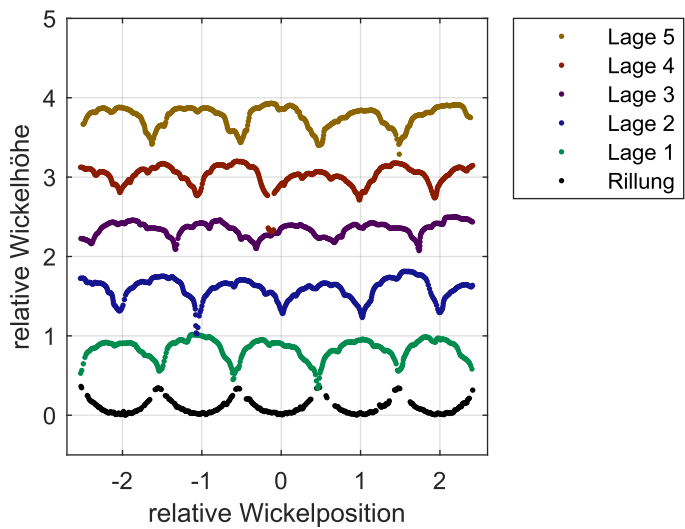 5
4
3
2
1
0
-2
-1
0
1
2
relative Wickelposition
relative Wickelhöhe
Lage 5
Lage 4
Lage 3
Lage 2
Lage 1
Rillung